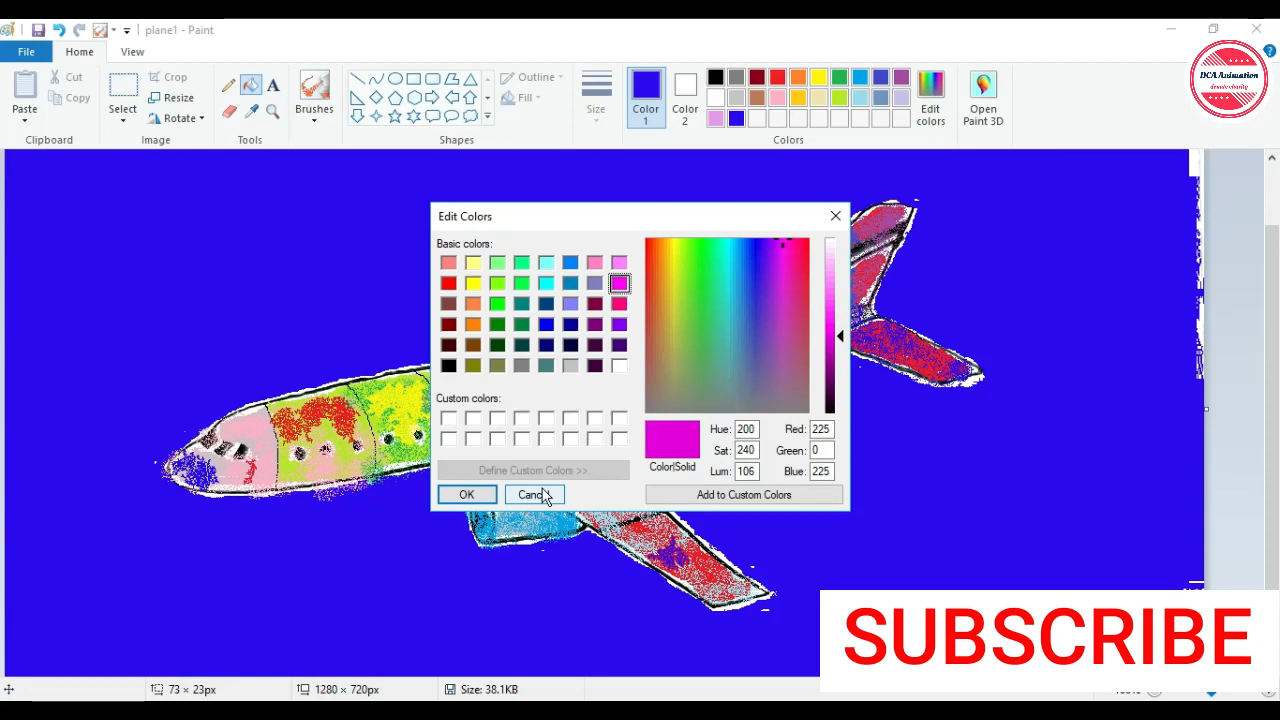 plane1 - Paint
File
Home
View
Paste
Cut
Copy
Clipboard
Select
Crop
Resize
Rotate
Image
A
Tools
Brushes
Outline
Fill
Shapes
Size
Color
1
Color
2
Edit
colors
Colors
Open
Paint 3D
DCA Animation
donate charity
Edit Colors
Basic colors:
Custom colors:
Define Custom Colors >>
OK
Color|Solid
Hue: 200
Sat: 240
Lum: 106
Red: 225
Green: 0
Blue: 225
Add to Custom Colors
SUBSCRIBE
73 × 23px
1280 × 720px
Size: 38.1KB